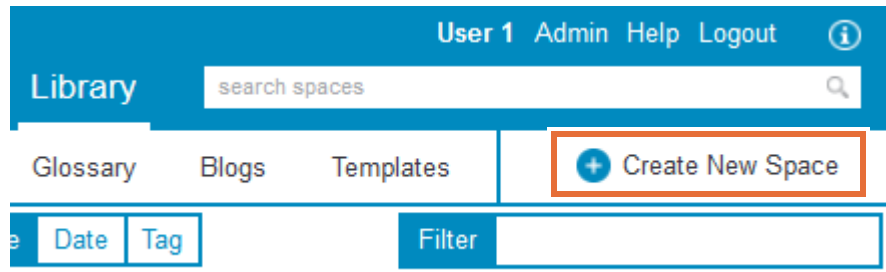 User 1 Admin Help Logout
Library search spaces
Glossary Blogs Templates Create New Space
e Date Tag Filter